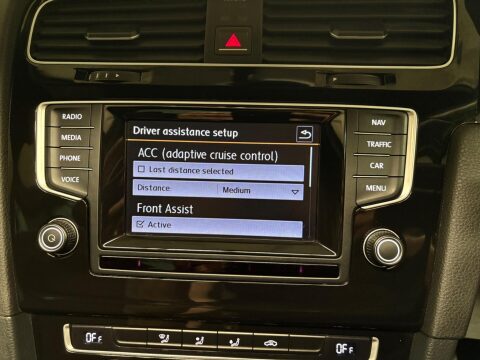 RADIO
MEDIA
PHONE
VOICE
NAV
TRAFFIC
CAR
MENU
Driver assistance setup
ACC (adaptive cruise control)
Last distance selected
Distance: Medium
Front Assist
Active
OFF
OFF